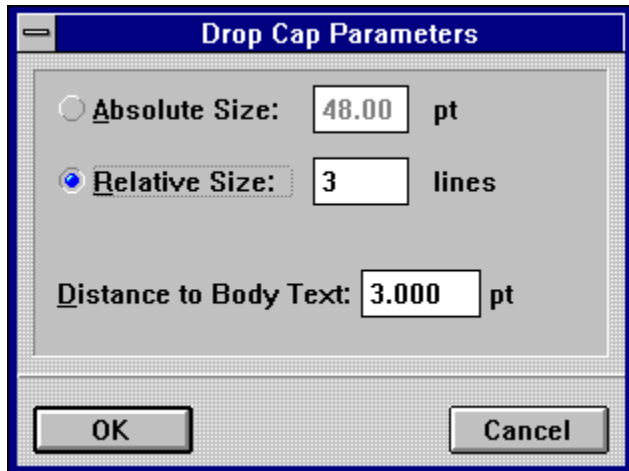 Drop Cap Parameters
Absolute Size: 48.00 pt
Relative Size: 3 lines
Distance to Body Text: 3.000 pt
OK Cancel